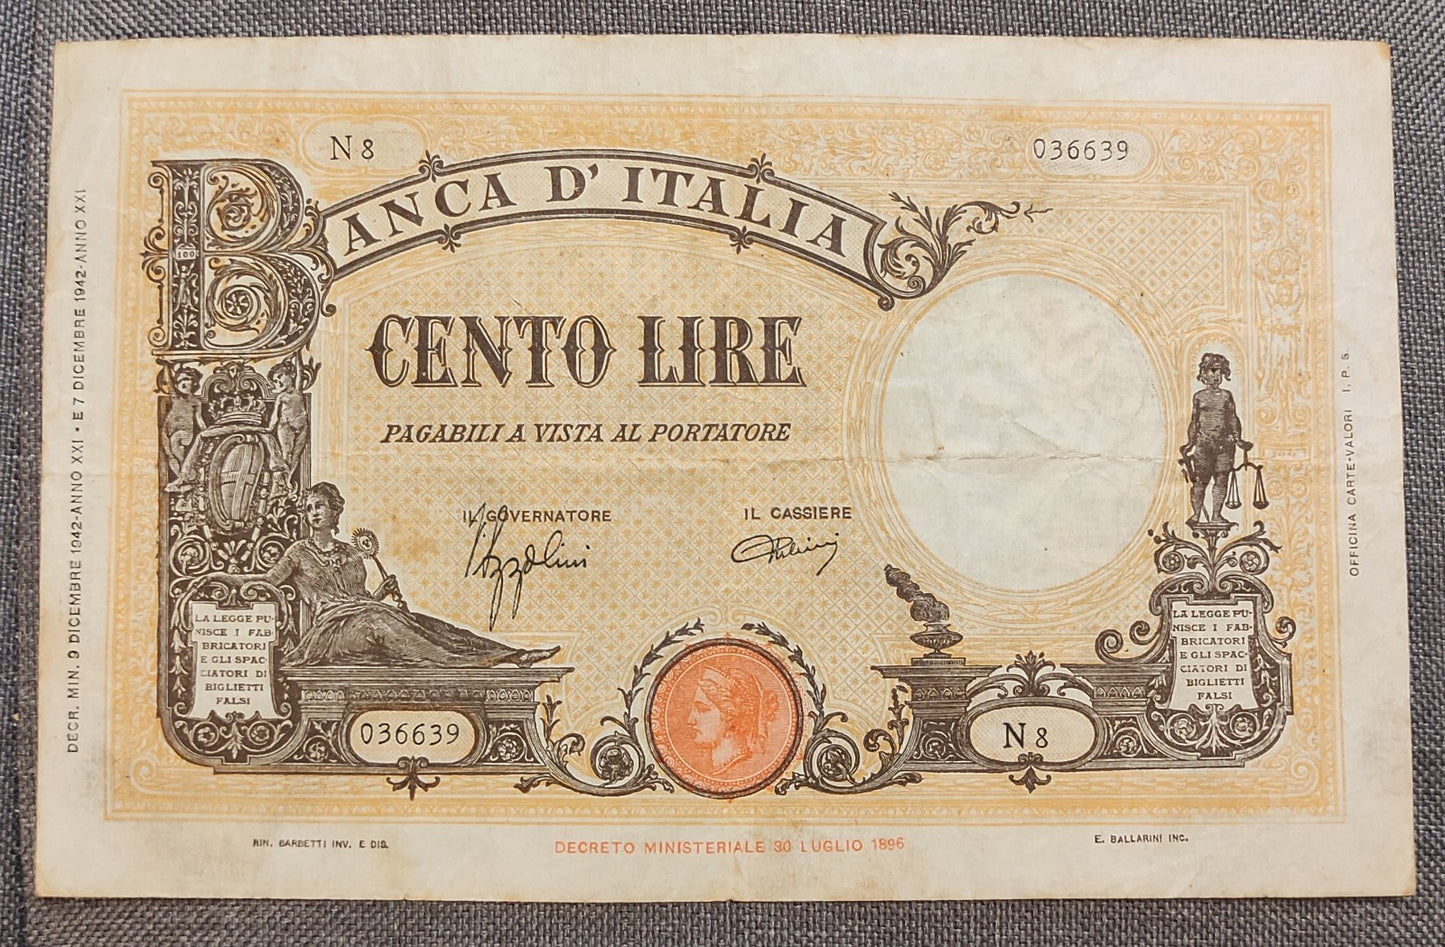 N 8
036639
BANCA D'ITALIA
100
CENTO LIRE
PAGABILI A VISTA AL PORTATORE
IL GOVERNATORE
IL CASSIERE
LA LEGGE PU-
NISCE I FAB-
BRICATORI
E GLI SPAC-
CIATORI DI
BIGLIETTI
FALSI
LA LEGGE PU-
NISCE I FAB-
BRICATORI
E GLI SPAC-
CIATORI DI
BIGLIETTI
FALSI
036639
N 8
RIN. BARBETTI INV. E DIS.
DECRETO MINISTERIALE 30 LUGLIO 1896
E. BALLARINI INC.
DECR. MIN. 9 DICEMBRE 1942-ANNO XXI • E 7 DICEMBRE 1942-ANNO XXI
OFFICINA CARTE-VALORI I. P. S.